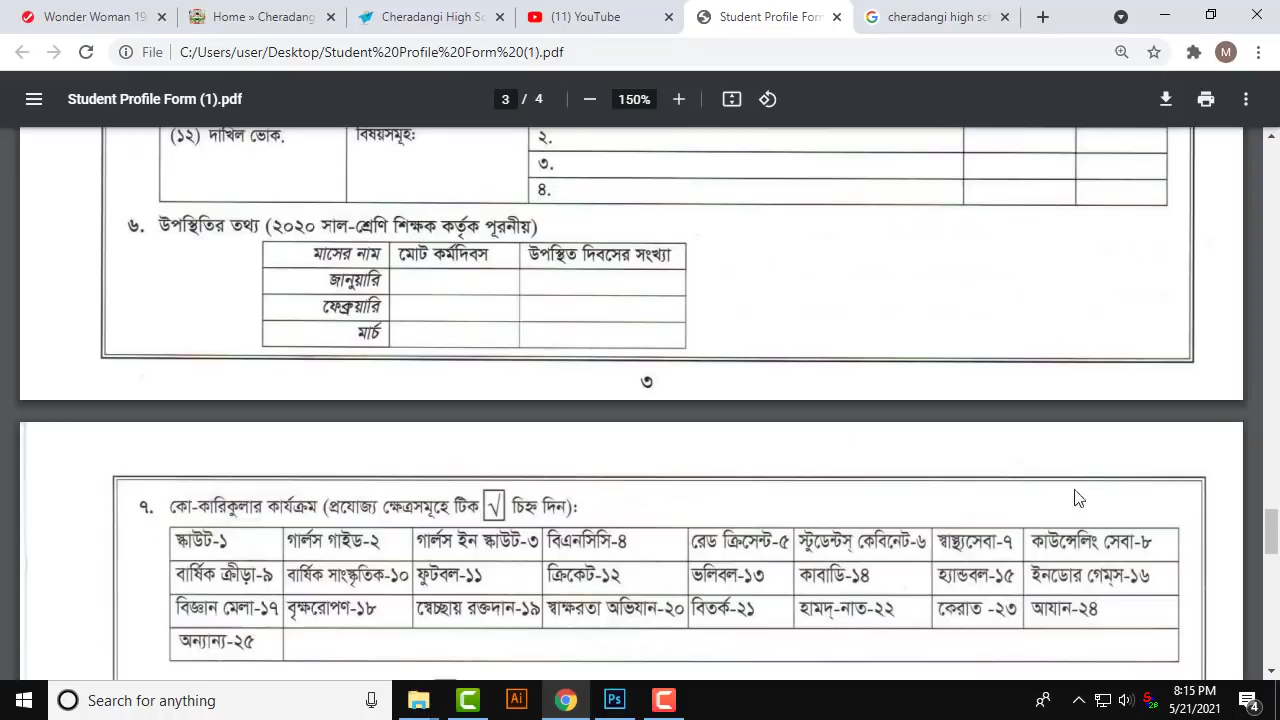 Wonder Woman 19
Home » Cheradang
Cheradangi High Sc
(11) YouTube
Student Profile Form
cheradangi high sch
File C:/Users/user/Desktop/Student%20Profile%20Form%20(1).pdf
M
Student Profile Form (1).pdf
3 / 4
150%
(১২) দাখিল ভোক.
বিষয়সমূহঃ
২.
৩.
৪.
৬. উপস্থিতির তথ্য (২০২০ সাল-শ্রেণি শিক্ষক কর্তৃক পূরনীয়)
মাসের নাম মোট কর্মদিবস উপস্থিত দিবসের সংখ্যা
জানুয়ারি
ফেব্রুয়ারি
মার্চ
৩
৭. কো-কারিকুলার কার্যক্রম (প্রযোজ্য ক্ষেত্রসমূহে টিক √ চিহ্ন দিন):
স্কাউট-১ গার্লস গাইড-২ গার্লস ইন স্কাউট-৩ বিএনসিসি-৪ রেড ক্রিসেন্ট-৫ স্টুডেন্টস্ কেবিনেট-৬ স্বাস্থ্যসেবা-৭ কাউন্সেলিং সেবা-৮
বার্ষিক ক্রীড়া-৯ বার্ষিক সাংস্কৃতিক-১০ ফুটবল-১১ ক্রিকেট-১২ ভলিবল-১৩ কাবাডি-১৪ হ্যান্ডবল-১৫ ইনডোর গেম্‌স-১৬
বিজ্ঞান মেলা-১৭ বৃক্ষরোপণ-১৮ স্বেচ্ছায় রক্তদান-১৯ স্বাক্ষরতা অভিযান-২০ বিতর্ক-২১ হামদ্-নাত-২২ কেরাত -২৩ আযান-২৪
অন্যান্য-২৫
Search for anything
Ai
Ps
8:15 PM
5/21/2021
4